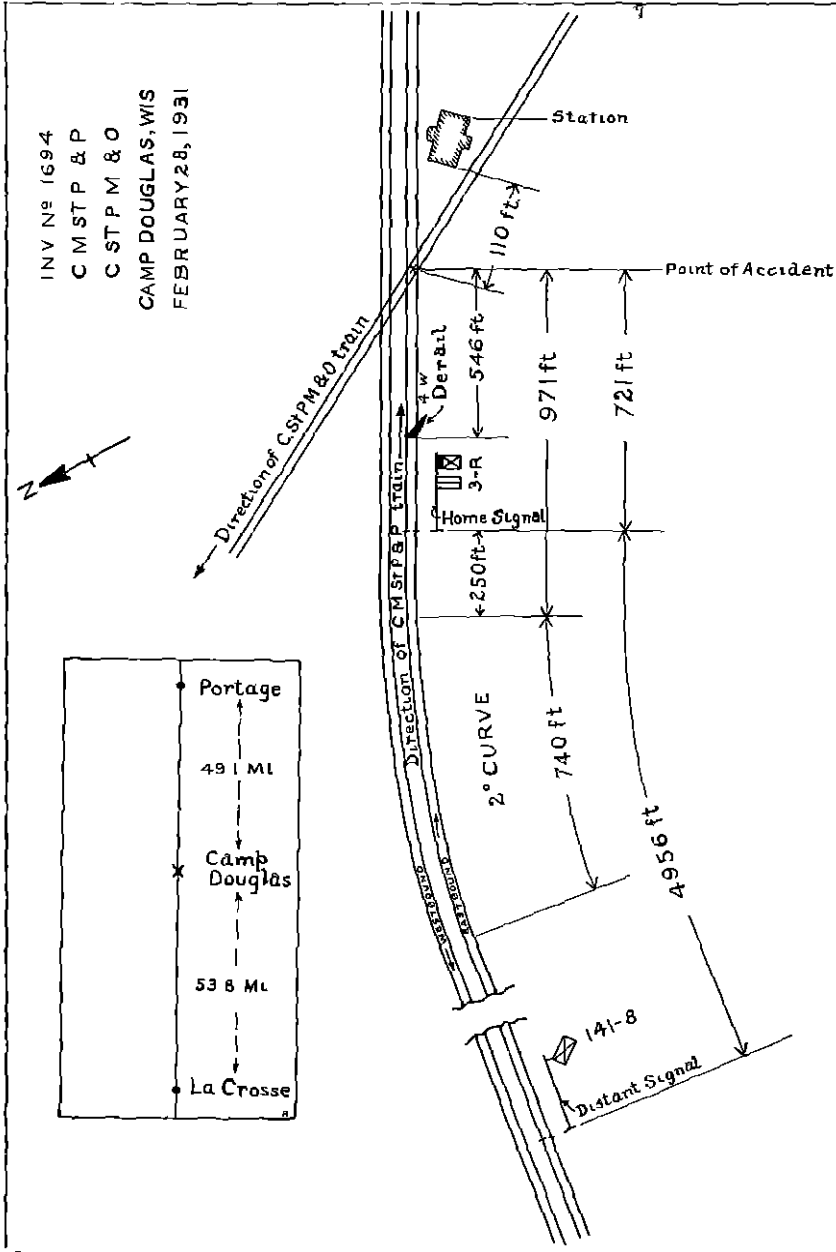 INV Nº 1694
C M ST P & P
C ST P M & O
CAMP DOUGLAS, WIS
FEBRUARY 28, 1931
Station
110 ft.
Point of Accident
Direction of C.St PM & O train
N
4 W
Derail
546 ft
971 ft
721 ft
3-R
Home Signal
250 ft
Direction of CM St P & P train
2° CURVE
740 ft
4956 ft
WESTBOUND
EASTBOUND
141-8
Distant Signal
Portage
49 1 MI
Camp
Douglas
53 8 MI
La Crosse